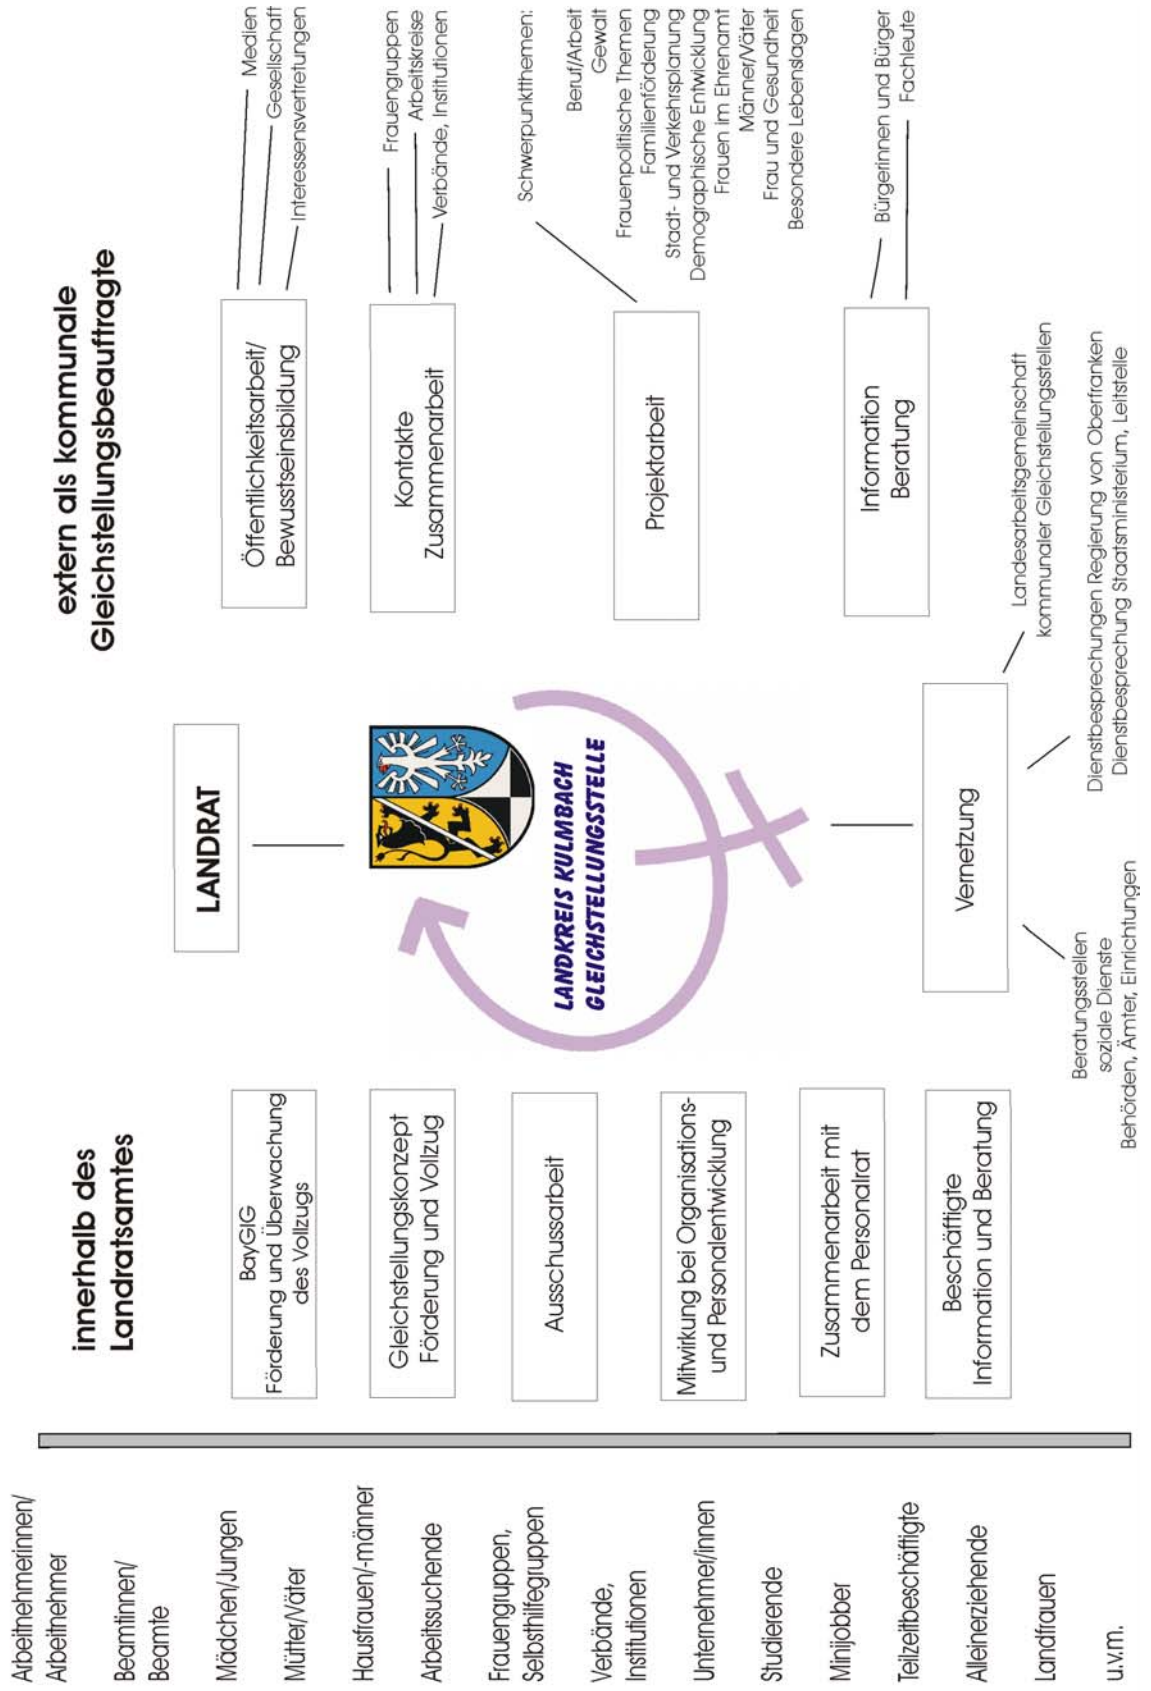 Arbeitnehmerinnen/
Arbeitnehmer
Beamtinnen/
Beamte
Mädchen/Jungen
Mütter/Väter
Hausfrauen/-männer
Arbeitssuchende
Frauengruppen,
Selbsthilfegruppen
Verbände,
Institutionen
Unternehmer/innen
Studierende
Minijobber
Teilzeitbeschäftigte
Alleinerziehende
Landfrauen
u.v.m.
innerhalb des
Landratsamtes
BayGlG
Förderung und Überwachung
des Vollzugs
Gleichstellungskonzept
Förderung und Vollzug
Ausschussarbeit
Mitwirkung bei Organisations-
und Personalentwicklung
Zusammenarbeit mit
dem Personalrat
Beschäftigte
Information und Beratung
LANDRAT
LANDKREIS KULMBACH
GLEICHSTELLUNGSSTELLE
Vernetzung
Beratungsstellen
soziale Dienste
Behörden, Ämter, Einrichtungen
Dienstbesprechungen Regierung von Oberfranken
Dienstbesprechung Staatsministerium, Leitstelle
Landesarbeitsgemeinschaft
kommunaler Gleichstellungsstellen
extern als kommunale
Gleichstellungsbeauftragte
Öffentlichkeitsarbeit/
Bewusstseinsbildung
Medien
Gesellschaft
Interessensvertretungen
Kontakte
Zusammenarbeit
Frauengruppen
Arbeitskreise
Verbände, Institutionen
Projektarbeit
Schwerpunktthemen:
Beruf/Arbeit
Gewalt
Frauenpolitische Themen
Familienförderung
Stadt- und Verkehrsplanung
Demographische Entwicklung
Frauen im Ehrenamt
Männer/Väter
Frau und Gesundheit
Besondere Lebenslagen
Information
Beratung
Bürgerinnen und Bürger
Fachleute